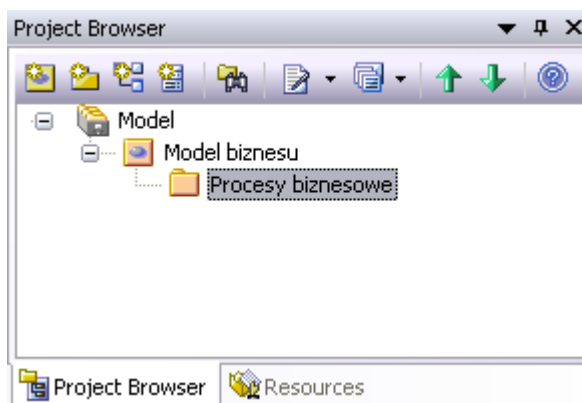 Project Browser
Model
Model biznesu
Procesy biznesowe
Project Browser
Resources